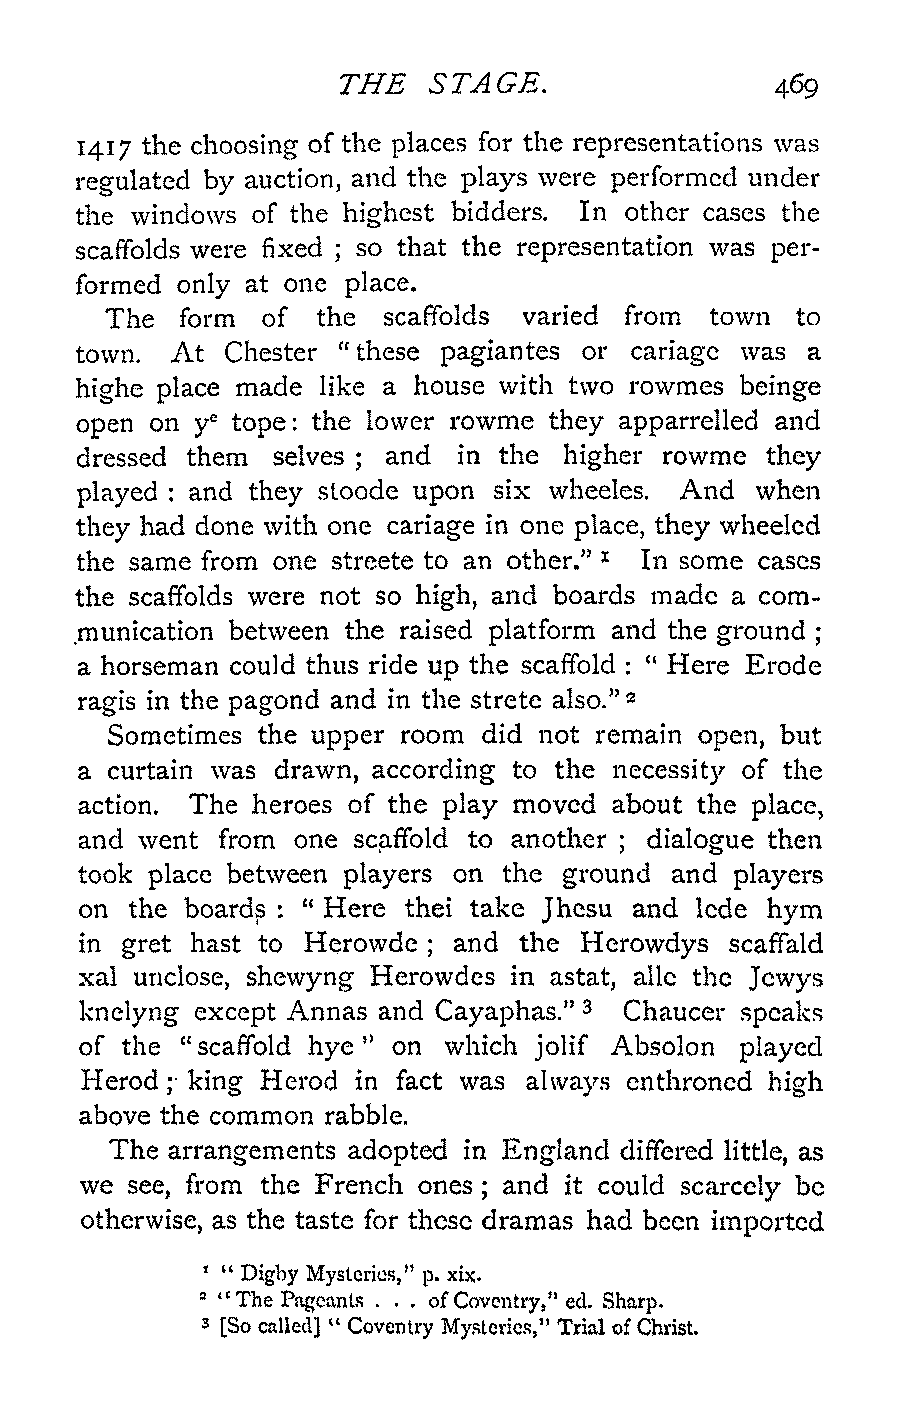 THE STAGE. 469
1417 the choosing of the places for the representations was
regulated by auction, and the plays were performed under
the windows of the highest bidders. In other cases the
scaffolds were fixed ; so that the representation was per-
formed only at one place.
The form of the scaffolds varied from town to
town. At Chester “these pagiantes or cariage was a
highe place made like a house with two rowmes beinge
open on yᵉ tope: the lower rowme they apparrelled and
dressed them selves ; and in the higher rowme they
played : and they stoode upon six wheeles. And when
they had done with one cariage in one place, they wheeled
the same from one streete to an other.” ¹ In some cases
the scaffolds were not so high, and boards made a com-
munication between the raised platform and the ground ;
a horseman could thus ride up the scaffold : “ Here Erode
ragis in the pagond and in the strete also.” ²
Sometimes the upper room did not remain open, but
a curtain was drawn, according to the necessity of the
action. The heroes of the play moved about the place,
and went from one scaffold to another ; dialogue then
took place between players on the ground and players
on the boards : “ Here thei take Jhesu and lede hym
in gret hast to Herowde ; and the Herowdys scaffald
xal unclose, shewyng Herowdes in astat, alle the Jewys
knelyng except Annas and Cayaphas.” ³ Chaucer speaks
of the “scaffold hye” on which jolif Absolon played
Herod ; king Herod in fact was always enthroned high
above the common rabble.
The arrangements adopted in England differed little, as
we see, from the French ones ; and it could scarcely be
otherwise, as the taste for these dramas had been imported
¹ “ Digby Mysteries,” p. xix.
² “The Pageants . . . of Coventry,” ed. Sharp.
³ [So called] “ Coventry Mysteries,” Trial of Christ.